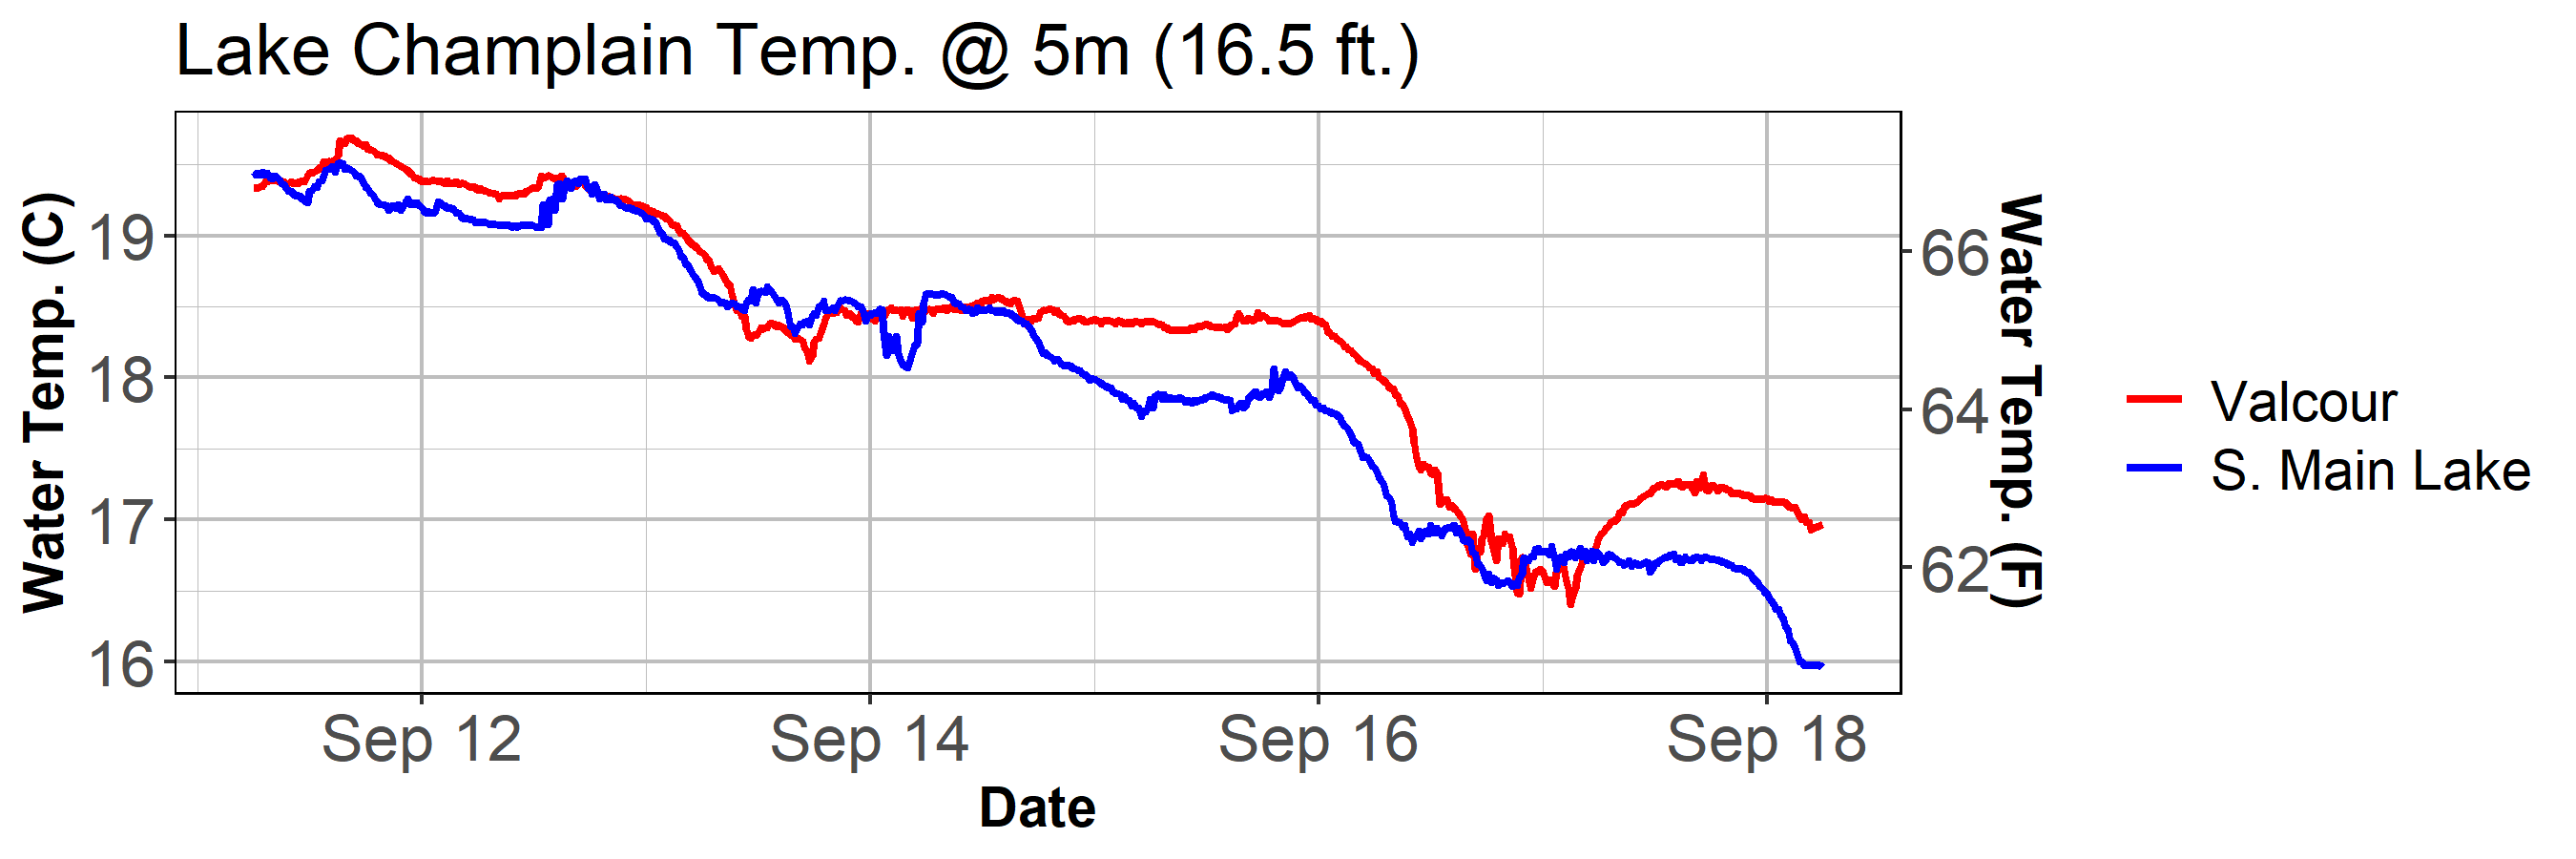 Lake Champlain Temp. @ 5m (16.5 ft.)
Water Temp. (C)
19
18
17
16
66
64
62
Water Temp. (F)
Sep 12
Sep 14
Sep 16
Sep 18
Date
Valcour
S. Main Lake